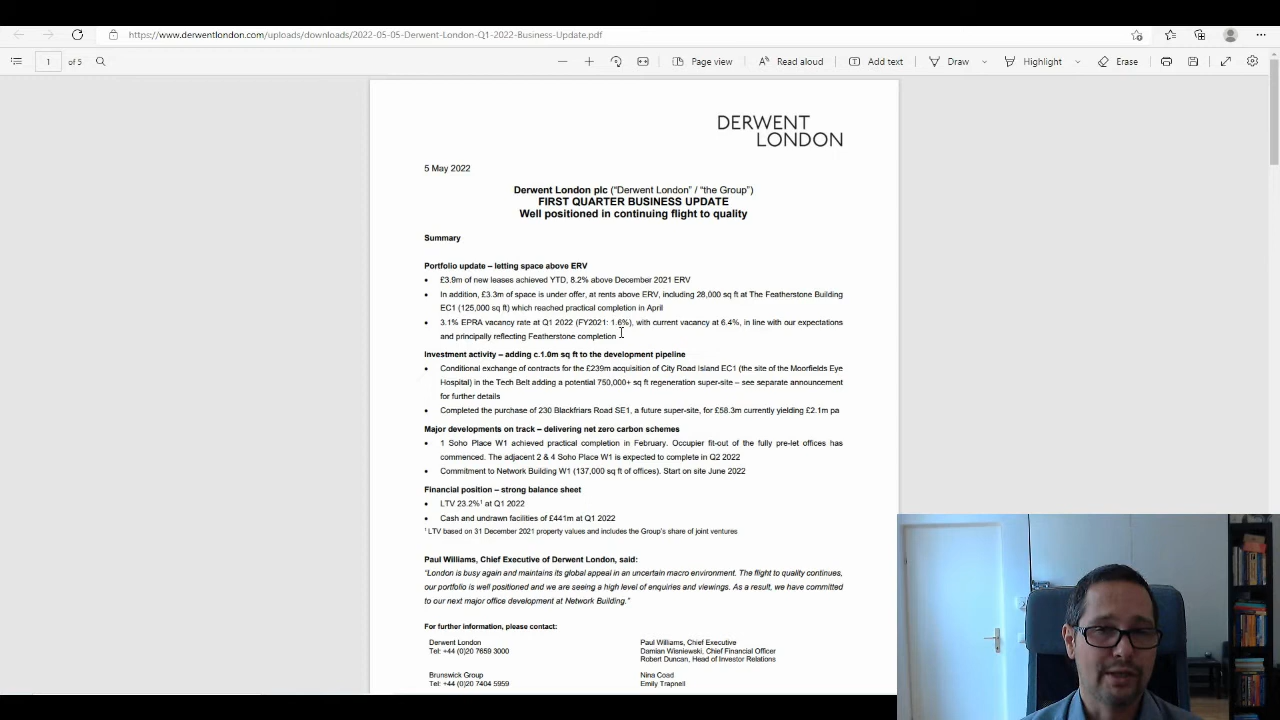 https://www.derwentlondon.com/uploads/downloads/2022-05-05-Derwent-London-Q1-2022-Business-Update.pdf
1 of 5
Page view
Read aloud
Add text
Draw
Highlight
Erase
DERWENT
LONDON
5 May 2022
Derwent London plc (“Derwent London” / “the Group”)
FIRST QUARTER BUSINESS UPDATE
Well positioned in continuing flight to quality
Summary
Portfolio update – letting space above ERV
• £3.9m of new leases achieved YTD, 8.2% above December 2021 ERV
• In addition, £3.3m of space is under offer, at rents above ERV, including 28,000 sq ft at The Featherstone Building
EC1 (125,000 sq ft) which reached practical completion in April
• 3.1% EPRA vacancy rate at Q1 2022 (FY2021: 1.6%), with current vacancy at 6.4%, in line with our expectations
and principally reflecting Featherstone completion
Investment activity – adding c.1.0m sq ft to the development pipeline
• Conditional exchange of contracts for the £239m acquisition of City Road Island EC1 (the site of the Moorfields Eye
Hospital) in the Tech Belt adding a potential 750,000+ sq ft regeneration super-site – see separate announcement
for further details
• Completed the purchase of 230 Blackfriars Road SE1, a future super-site, for £58.3m currently yielding £2.1m pa
Major developments on track – delivering net zero carbon schemes
• 1 Soho Place W1 achieved practical completion in February. Occupier fit-out of the fully pre-let offices has
commenced. The adjacent 2 & 4 Soho Place W1 is expected to complete in Q2 2022
• Commitment to Network Building W1 (137,000 sq ft of offices). Start on site June 2022
Financial position – strong balance sheet
• LTV 23.2%¹ at Q1 2022
• Cash and undrawn facilities of £441m at Q1 2022
¹ LTV based on 31 December 2021 property values and includes the Group’s share of joint ventures
Paul Williams, Chief Executive of Derwent London, said:
“London is busy again and maintains its global appeal in an uncertain macro environment. The flight to quality continues,
our portfolio is well positioned and we are seeing a high level of enquiries and viewings. As a result, we have committed
to our next major office development at Network Building.”
For further information, please contact:
Derwent London
Tel: +44 (0)20 7659 3000
Paul Williams, Chief Executive
Damian Wisniewski, Chief Financial Officer
Robert Duncan, Head of Investor Relations
Brunswick Group
Tel: +44 (0)20 7404 5959
Nina Coad
Emily Trapnell